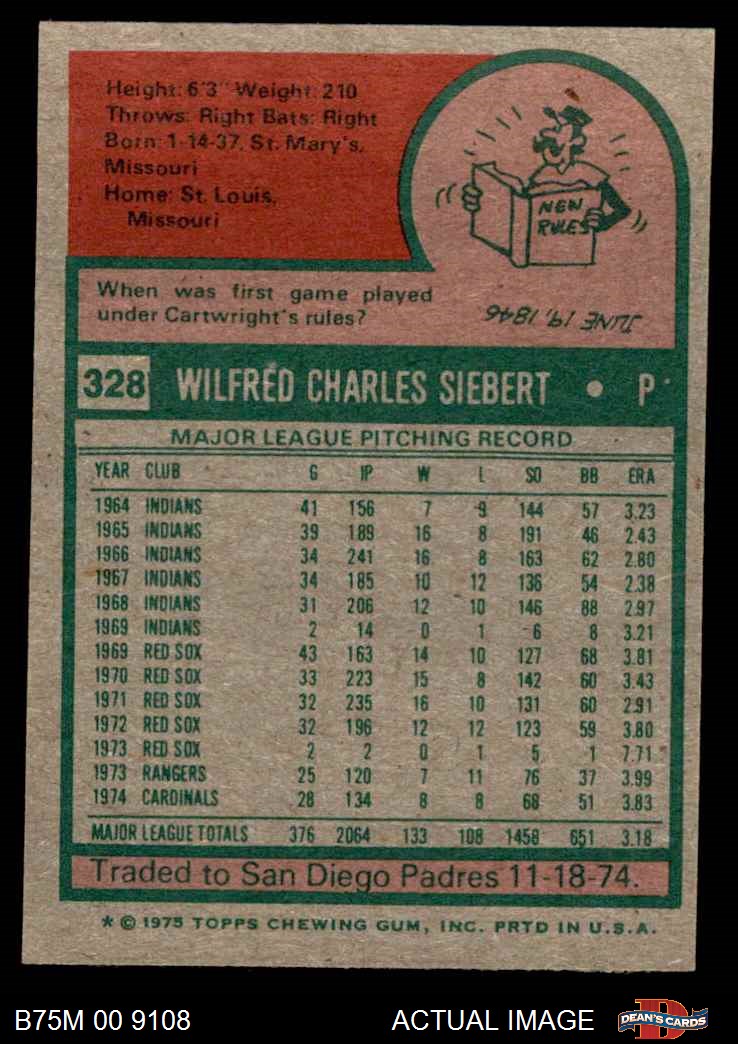 Height: 6'3" Weight: 210
Throws: Right Bats: Right
Born: 1-14-37, St. Mary's,
Missouri
Home: St. Louis,
Missouri
NEW
RULES
When was first game played
under Cartwright's rules?
JUNE 19, 1846
328 WILFRED CHARLES SIEBERT • P
MAJOR LEAGUE PITCHING RECORD
YEAR CLUB G IP W L SO BB ERA
1964 INDIANS 41 156 7 9 144 57 3.23
1965 INDIANS 39 189 16 8 191 46 2.43
1966 INDIANS 34 241 16 8 163 62 2.80
1967 INDIANS 34 185 10 12 136 54 2.38
1968 INDIANS 31 206 12 10 146 88 2.97
1969 INDIANS 2 14 0 1 6 8 3.21
1969 RED SOX 43 163 14 10 127 68 3.81
1970 RED SOX 33 223 15 8 142 60 3.43
1971 RED SOX 32 235 16 10 131 60 2.91
1972 RED SOX 32 196 12 12 123 59 3.80
1973 RED SOX 2 2 0 1 5 1 7.71
1973 RANGERS 25 120 7 11 76 37 3.99
1974 CARDINALS 28 134 8 8 68 51 3.83
MAJOR LEAGUE TOTALS 376 2064 133 108 1458 651 3.18
Traded to San Diego Padres 11-18-74.
* © 1975 TOPPS CHEWING GUM, INC. PRTD IN U.S.A.
B75M 00 9108 ACTUAL IMAGE D DEAN'S CARDS